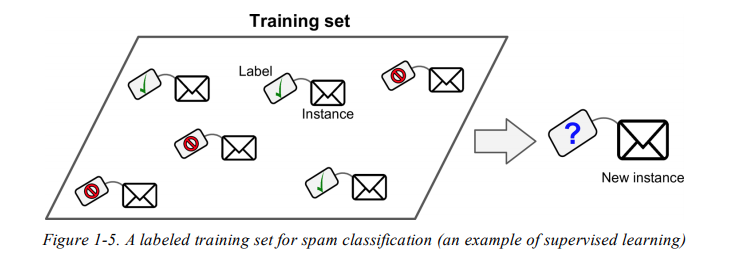 Training set
Label
Instance
?
New instance
Figure 1-5. A labeled training set for spam classification (an example of supervised learning)